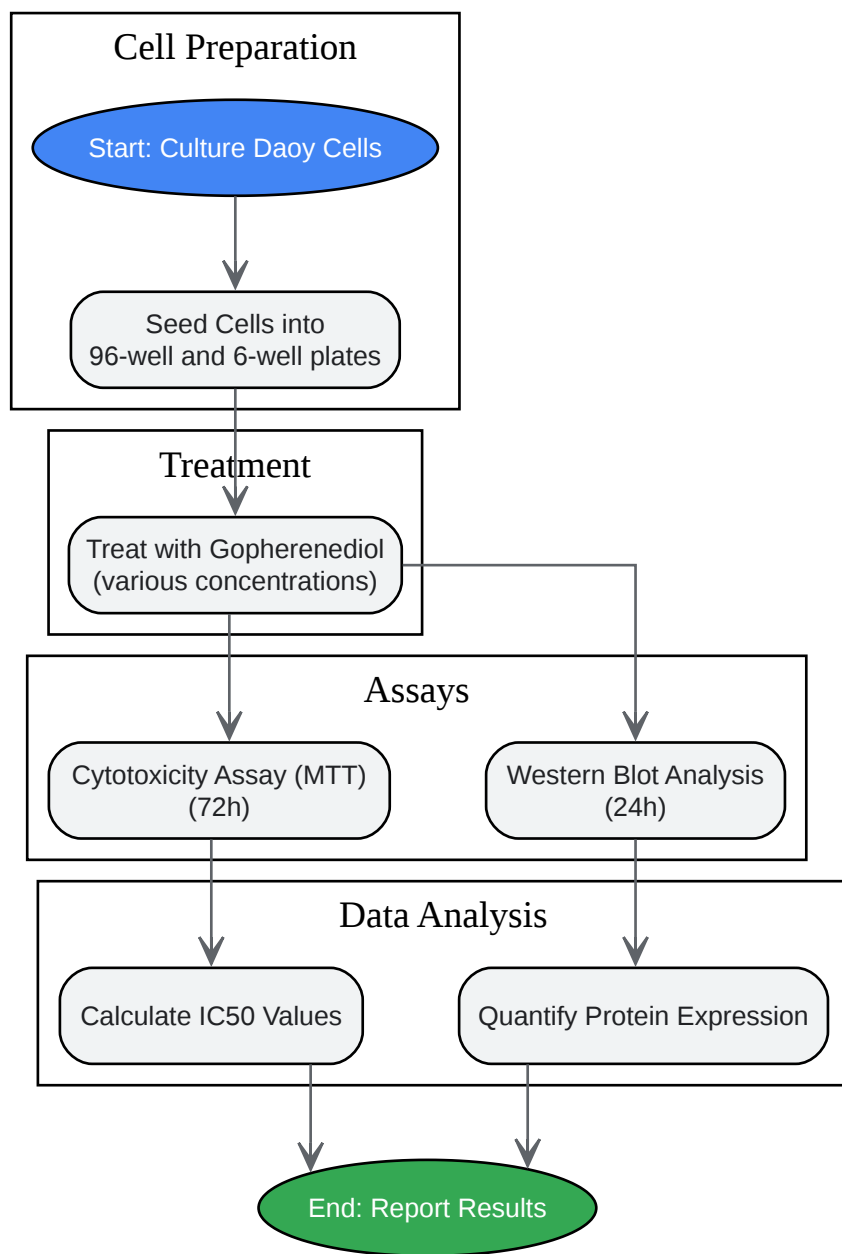 Cell Preparation
Start: Culture Daoy Cells
Seed Cells into
96-well and 6-well plates
Treatment
Treat with Gopherenediol
(various concentrations)
Assays
Cytotoxicity Assay (MTT)
(72h)
Western Blot Analysis
(24h)
Data Analysis
Calculate IC50 Values
Quantify Protein Expression
End: Report Results